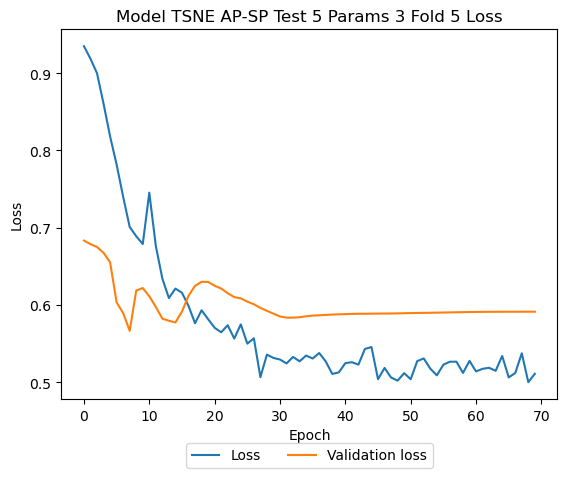 Model TSNE AP-SP Test 5 Params 3 Fold 5 Loss
Loss
0.9
0.8
0.7
0.6
0.5
0 10 20 30 40 50 60 70
Epoch
Loss Validation loss